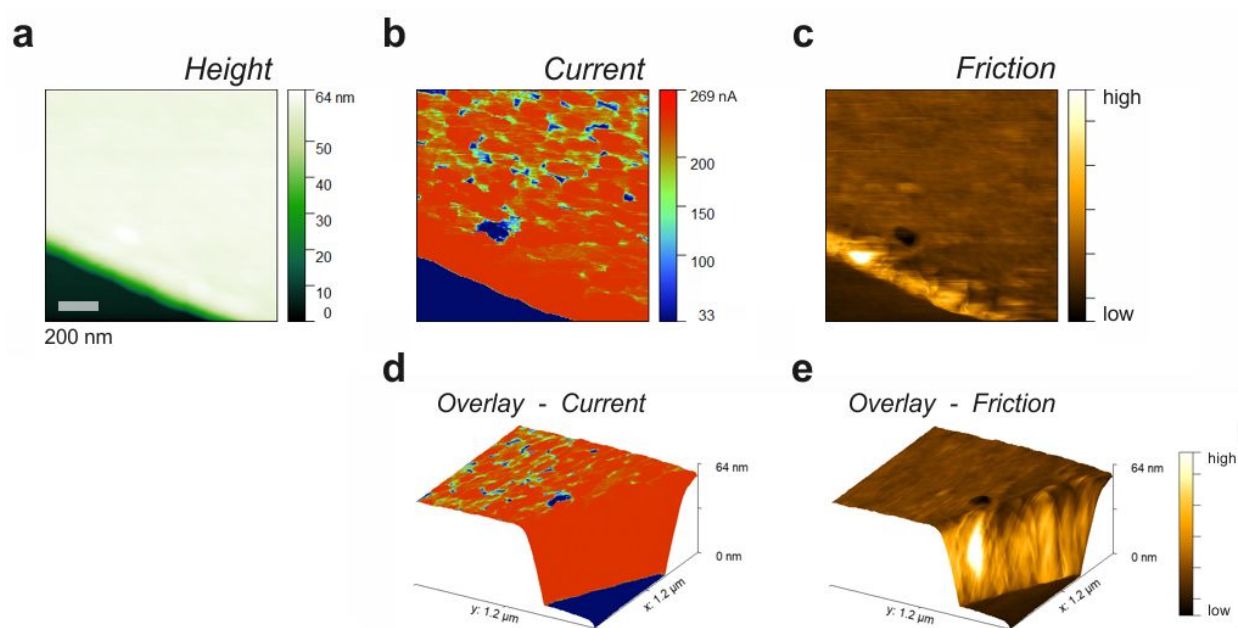 a
Height
64 nm
50
40
30
20
10
0
200 nm
b
Current
269 nA
200
150
100
33
c
Friction
high
low
d
Overlay - Current
64 nm
0 nm
x: 1.2 µm
y: 1.2 µm
e
Overlay - Friction
64 nm
0 nm
x: 1.2 µm
y: 1.2 µm
high
low